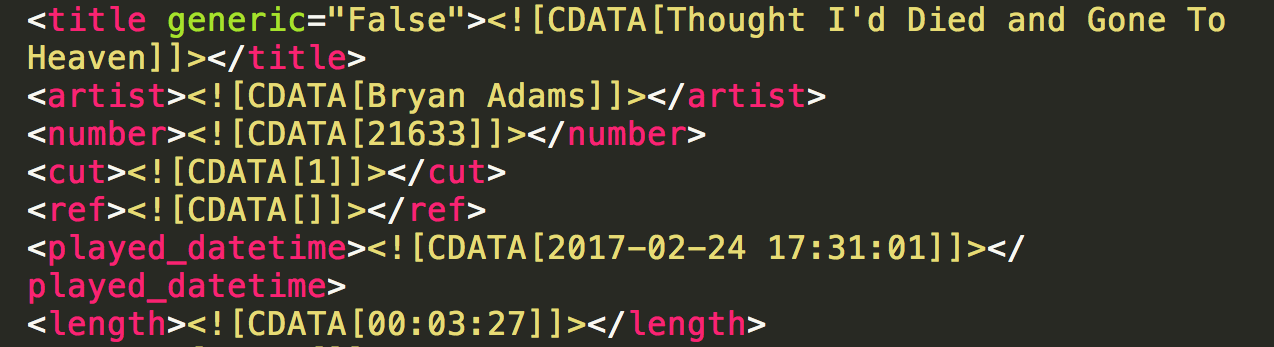 <title generic="False"><![CDATA[Thought I'd Died and Gone To
Heaven]]></title>
<artist><![CDATA[Bryan Adams]]></artist>
<number><![CDATA[21633]]></number>
<cut><![CDATA[1]]></cut>
<ref><![CDATA[]]></ref>
<played_datetime><![CDATA[2017-02-24 17:31:01]]></
played_datetime>
<length><![CDATA[00:03:27]]></length>